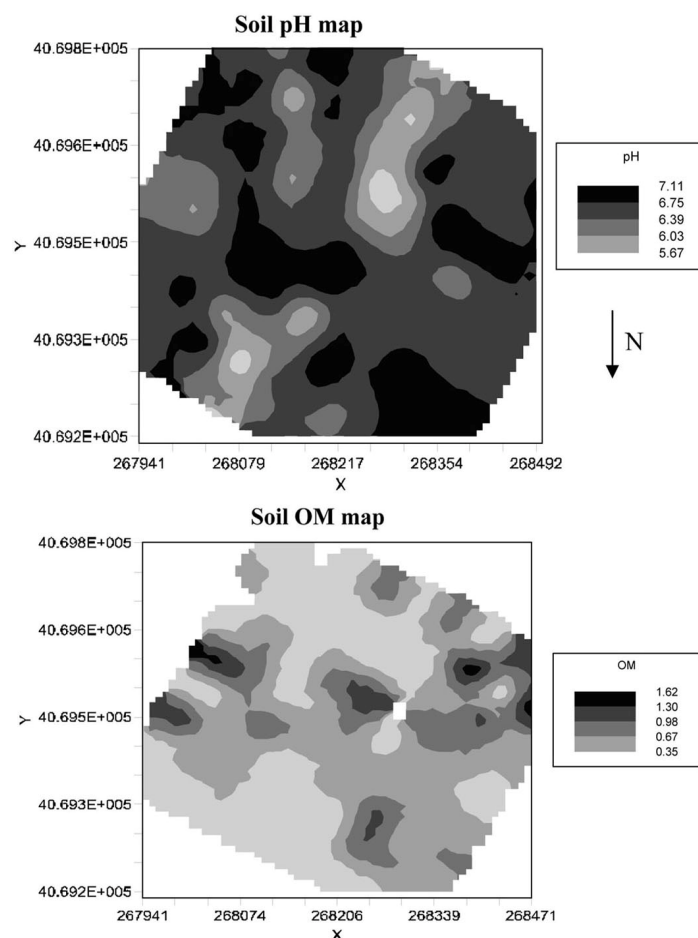 Soil pH map
40.698E+005
40.696E+005
40.695E+005
40.693E+005
40.692E+005
Y
267941 268079 268217 268354 268492
X
pH
7.11
6.75
6.39
6.03
5.67
N
Soil OM map
40.698E+005
40.696E+005
40.695E+005
40.693E+005
40.692E+005
Y
267941 268074 268206 268339 268471
X
OM
1.62
1.30
0.98
0.67
0.35